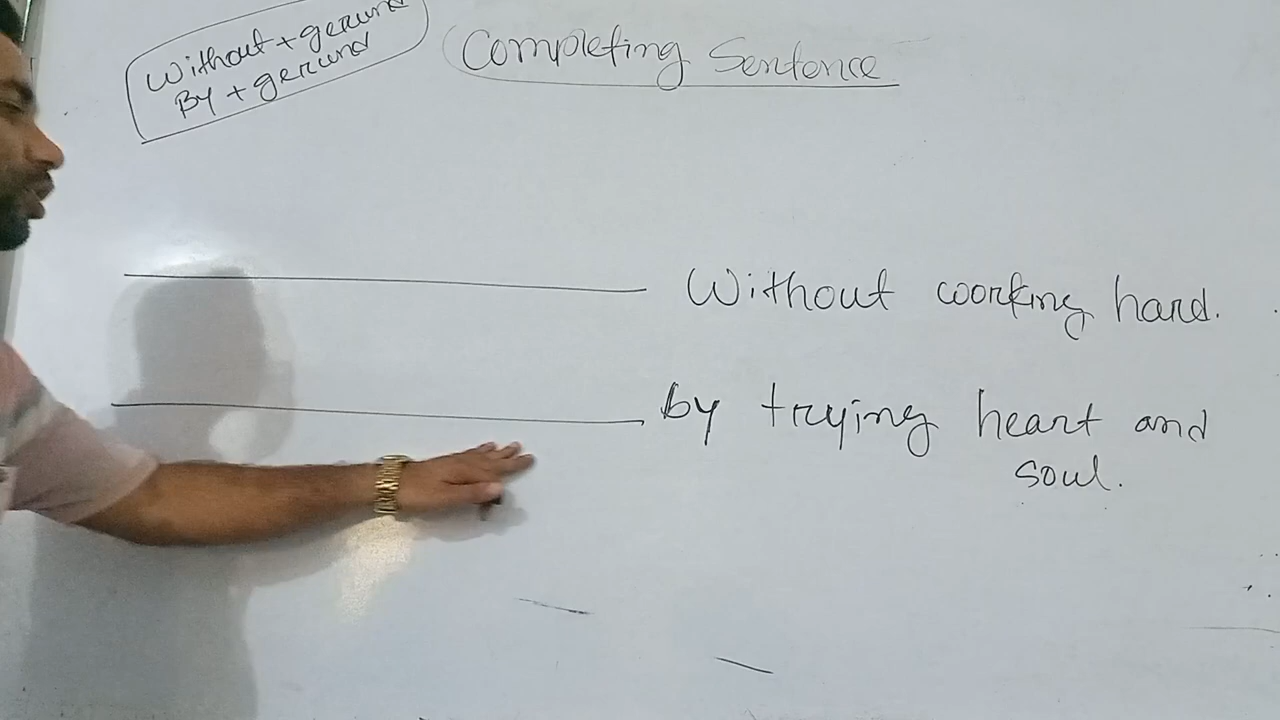 Without + gerund
By + gerund
Completing Sentence
Without working hard.
by trying heart and
soul.